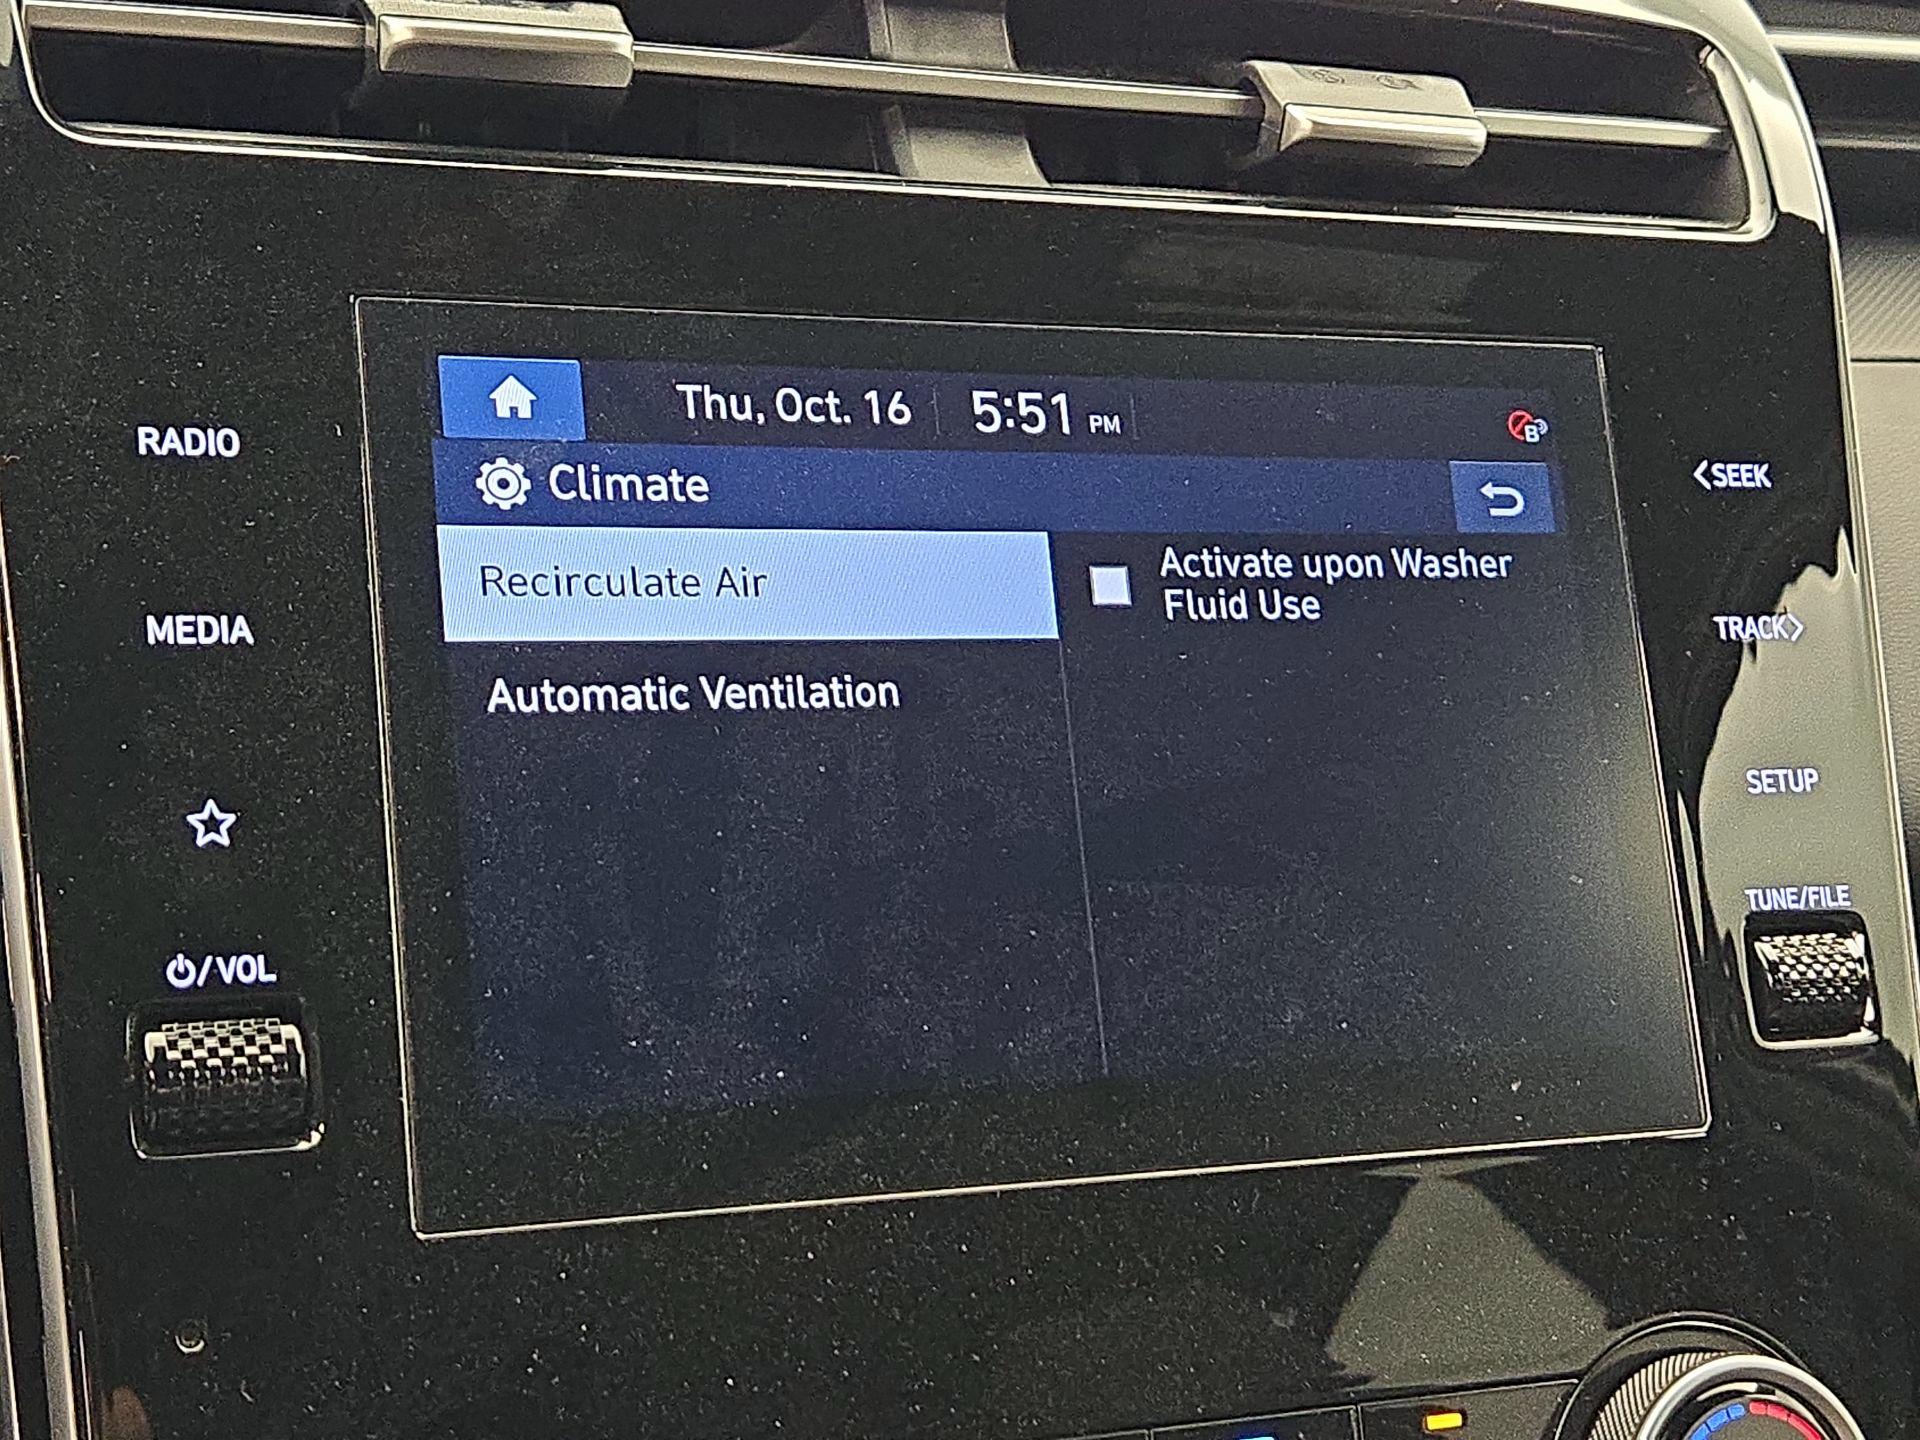 Thu, Oct. 16 5:51 PM
B
Climate
Recirculate Air
Activate upon Washer
Fluid Use
Automatic Ventilation
RADIO
MEDIA
/VOL
<SEEK
TRACK>
SETUP
TUNE/FILE